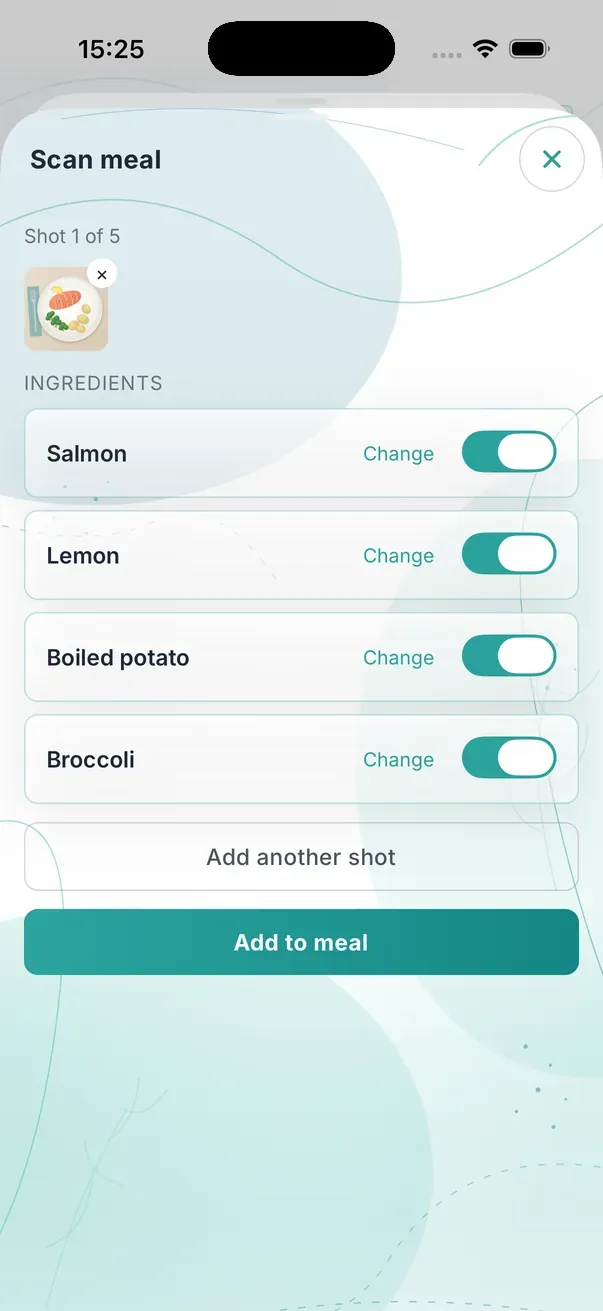 15:25
Scan meal
Shot 1 of 5
INGREDIENTS
Salmon Change
Lemon Change
Boiled potato Change
Broccoli Change
Add another shot
Add to meal